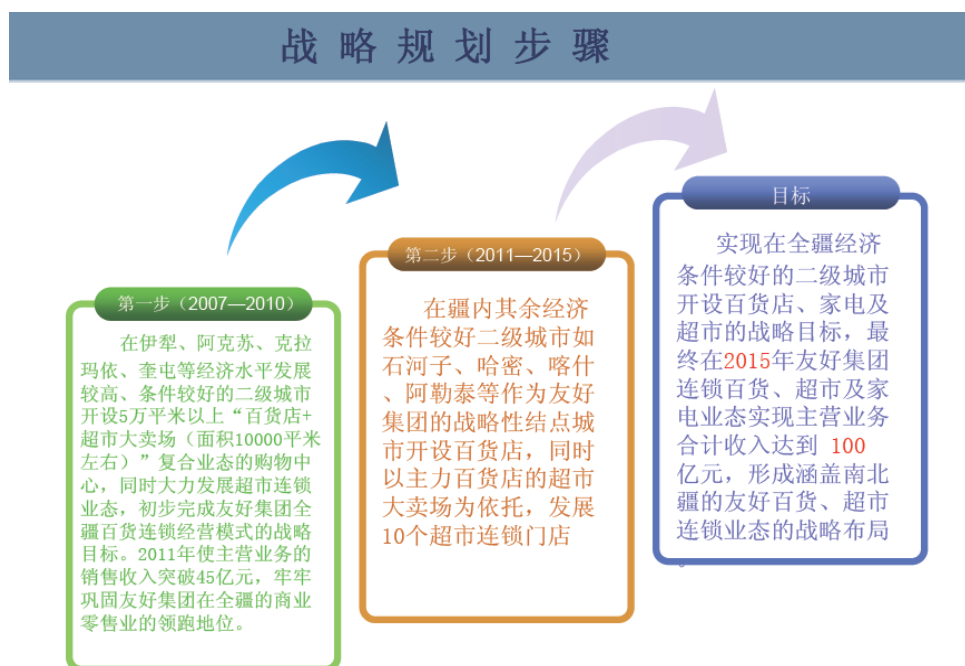 战略规划步骤
第一步（2007—2010）
在伊犁、阿克苏、克拉
玛依、奎屯等经济水平发展
较高、条件较好的二级城市
开设5万平米以上“百货店+
超市大卖场（面积10000平米
左右）”复合业态的购物中
心，同时大力发展超市连锁
业态，初步完成友好集团全
疆百货连锁经营模式的战略
目标。2011年使主营业务的
销售收入突破45亿元，牢牢
巩固友好集团在全疆的商业
零售业的领跑地位。
第二步（2011—2015）
在疆内其余经济
条件较好二级城市如
石河子、哈密、喀什
、阿勒泰等作为友好
集团的战略性结点城
市开设百货店，同时
以主力百货店的超市
大卖场为依托，发展
10个超市连锁门店
目标
实现在全疆经济
条件较好的二级城市
开设百货店、家电及
超市的战略目标，最
终在2015年友好集团
连锁百货、超市及家
电业态实现主营业务
合计收入达到 100
亿元，形成涵盖南北
疆的友好百货、超市
连锁业态的战略布局
。